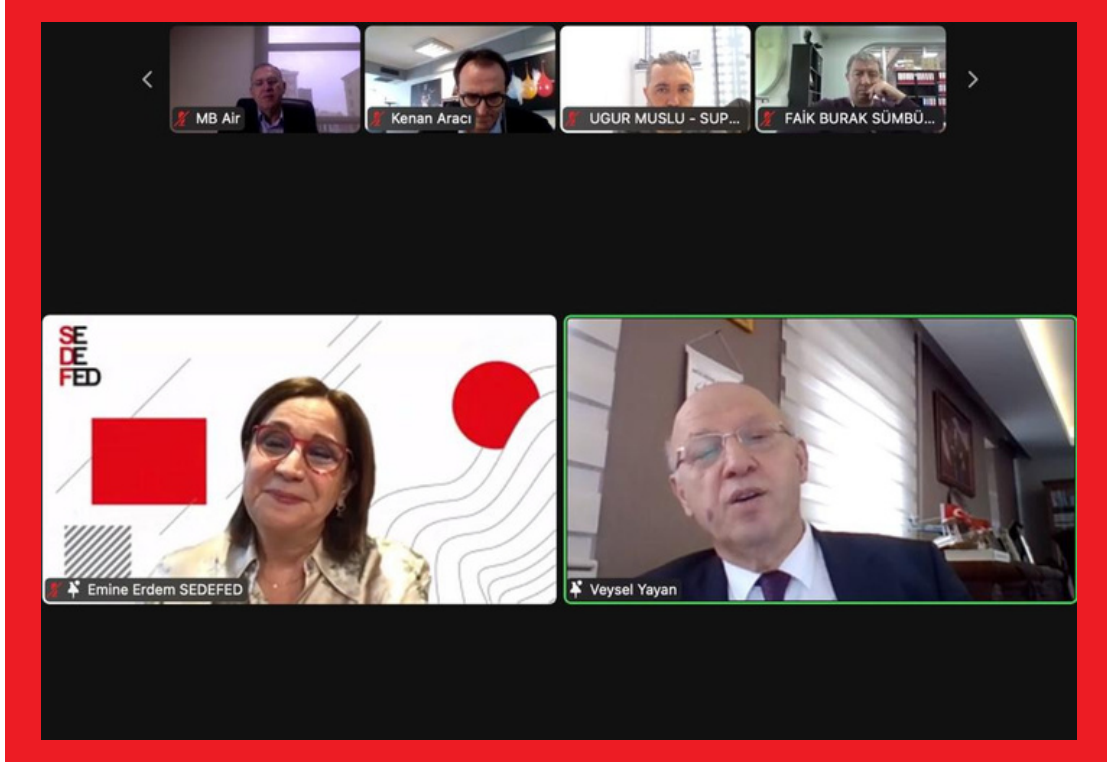 MB Air
Kenan Aracı
UGUR MUSLU - SUP...
FAİK BURAK SÜMBÜ...
SE
DE
FED
Emine Erdem SEDEFED
Veysel Yayan